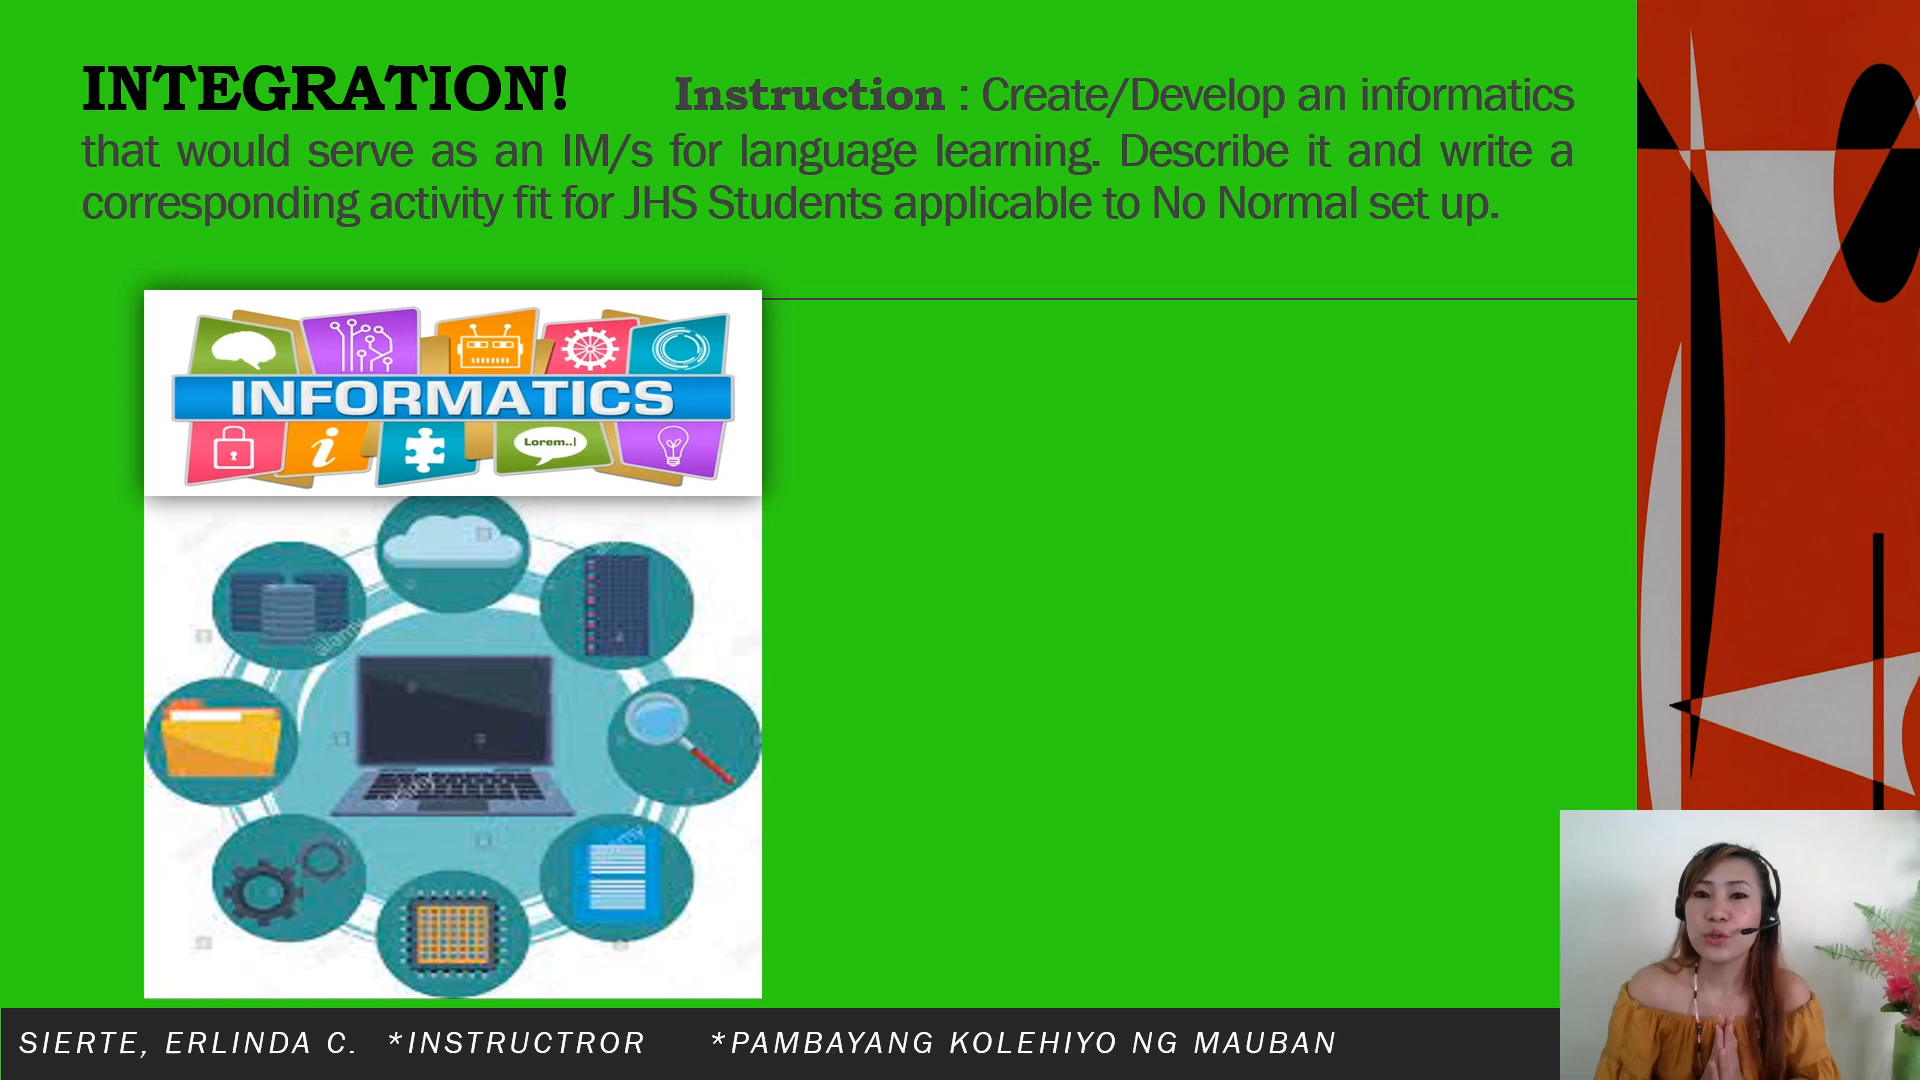 INTEGRATION! Instruction : Create/Develop an informatics
that would serve as an IM/s for language learning. Describe it and write a
corresponding activity fit for JHS Students applicable to No Normal set up.
INFORMATICS
Lorem..
alamy
alamy
SIERTE, ERLINDA C. *INSTRUCTROR *PAMBAYANG KOLEHIYO NG MAUBAN